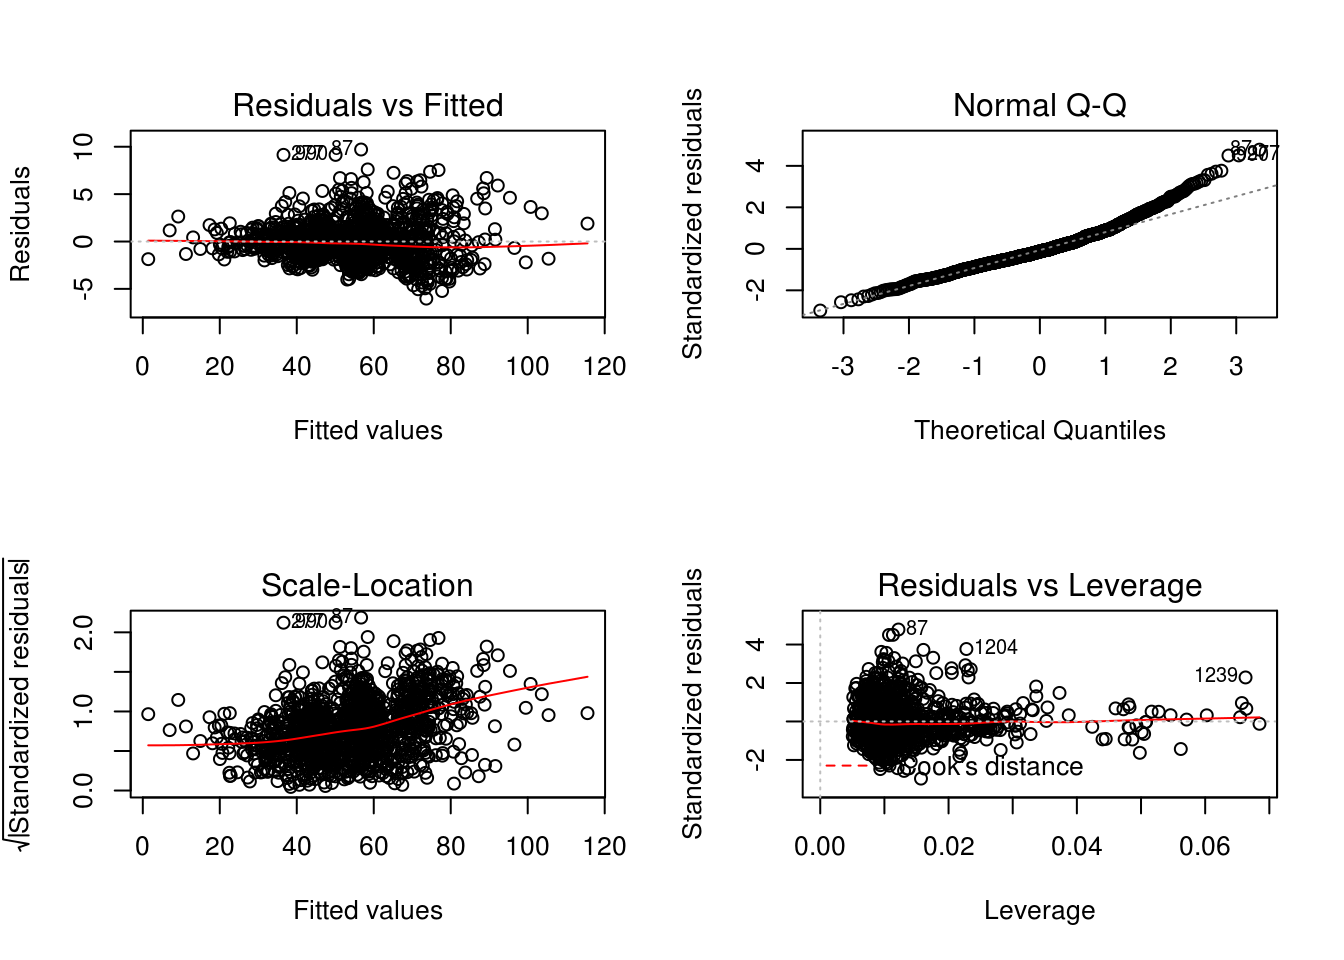 Residuals vs Fitted
Residuals
10
5
0
-5
87
0 20 40 60 80 100 120
Fitted values
Normal Q-Q
Standardized residuals
4
2
0
-2
-3 -2 -1 0 1 2 3
Theoretical Quantiles
Scale-Location
√|Standardized residuals|
2.0
1.0
0.0
87
0 20 40 60 80 100 120
Fitted values
Residuals vs Leverage
Standardized residuals
4
2
-2
87
1204
1239
distance
0.00 0.02 0.04 0.06
Leverage